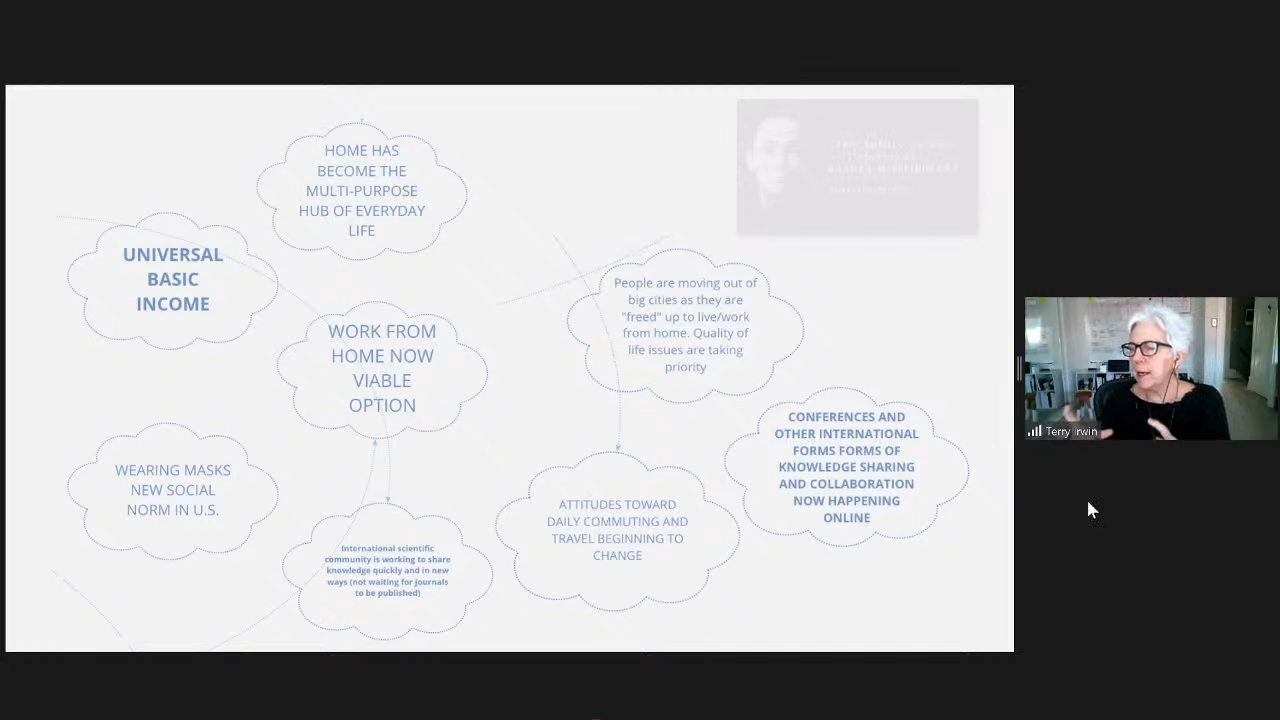 HOME HAS
BECOME THE
MULTI-PURPOSE
HUB OF EVERYDAY
LIFE
UNIVERSAL
BASIC
INCOME
People are moving out of
big cities as they are
"freed" up to live/work
from home. Quality of
life issues are taking
priority
WORK FROM
HOME NOW
VIABLE
OPTION
CONFERENCES AND
OTHER INTERNATIONAL
FORMS FORMS OF
KNOWLEDGE SHARING
AND COLLABORATION
NOW HAPPENING
ONLINE
WEARING MASKS
NEW SOCIAL
NORM IN U.S.
ATTITUDES TOWARD
DAILY COMMUTING AND
TRAVEL BEGINNING TO
CHANGE
International scientific
community is working to share
knowledge quickly and in new
ways (not waiting for journals
to be published)
Terry Irwin